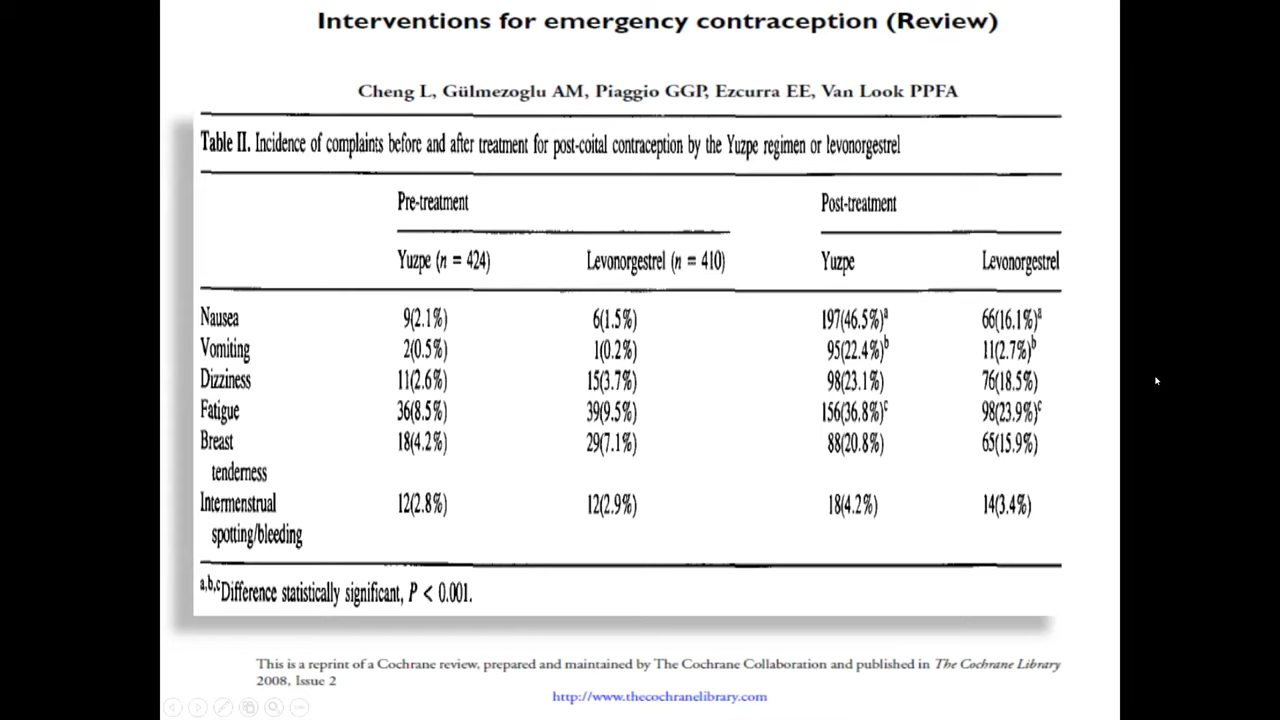 Interventions for emergency contraception (Review)
Cheng L, Gülmezoglu AM, Piaggio GGP, Ezcurra EE, Van Look PPFA
Table II. Incidence of complaints before and after treatment for post-coital contraception by the Yuzpe regimen or levonorgestrel
Pre-treatment Post-treatment
Yuzpe (n = 424) Levonorgestrel (n = 410) Yuzpe Levonorgestrel
Nausea 9(2.1%) 6(1.5%) 197(46.5%)a 66(16.1%)a
Vomiting 2(0.5%) 1(0.2%) 95(22.4%)b 11(2.7%)b
Dizziness 11(2.6%) 15(3.7%) 98(23.1%) 76(18.5%)
Fatigue 36(8.5%) 39(9.5%) 156(36.8%)c 98(23.9%)c
Breast 18(4.2%) 29(7.1%) 88(20.8%) 65(15.9%)
tenderness
Intermenstrual 12(2.8%) 12(2.9%) 18(4.2%) 14(3.4%)
spotting/bleeding
a,b,cDifference statistically significant, P < 0.001.
This is a reprint of a Cochrane review, prepared and maintained by The Cochrane Collaboration and published in The Cochrane Library
2008, Issue 2
http://www.thecochranelibrary.com